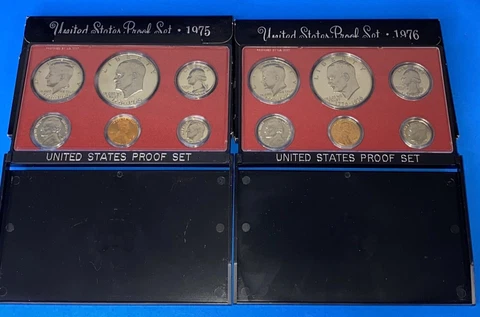 United States Proof Set · 1975
UNITED STATES PROOF SET
United States Proof Set · 1976
UNITED STATES PROOF SET